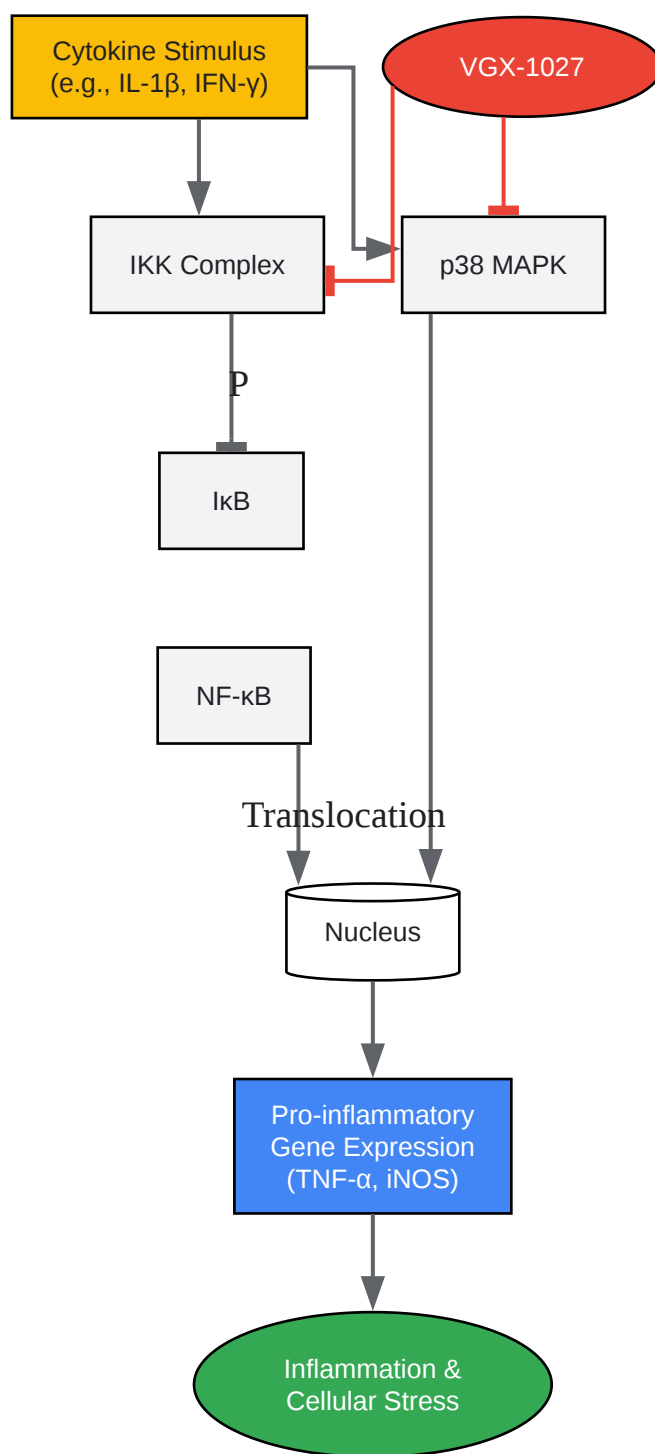 Cytokine Stimulus
(e.g., IL-1β, IFN-γ)
VGX-1027
IKK Complex
p38 MAPK
P
IκB
NF-κB
Translocation
Nucleus
Pro-inflammatory
Gene Expression
(TNF-α, iNOS)
Inflammation &
Cellular Stress